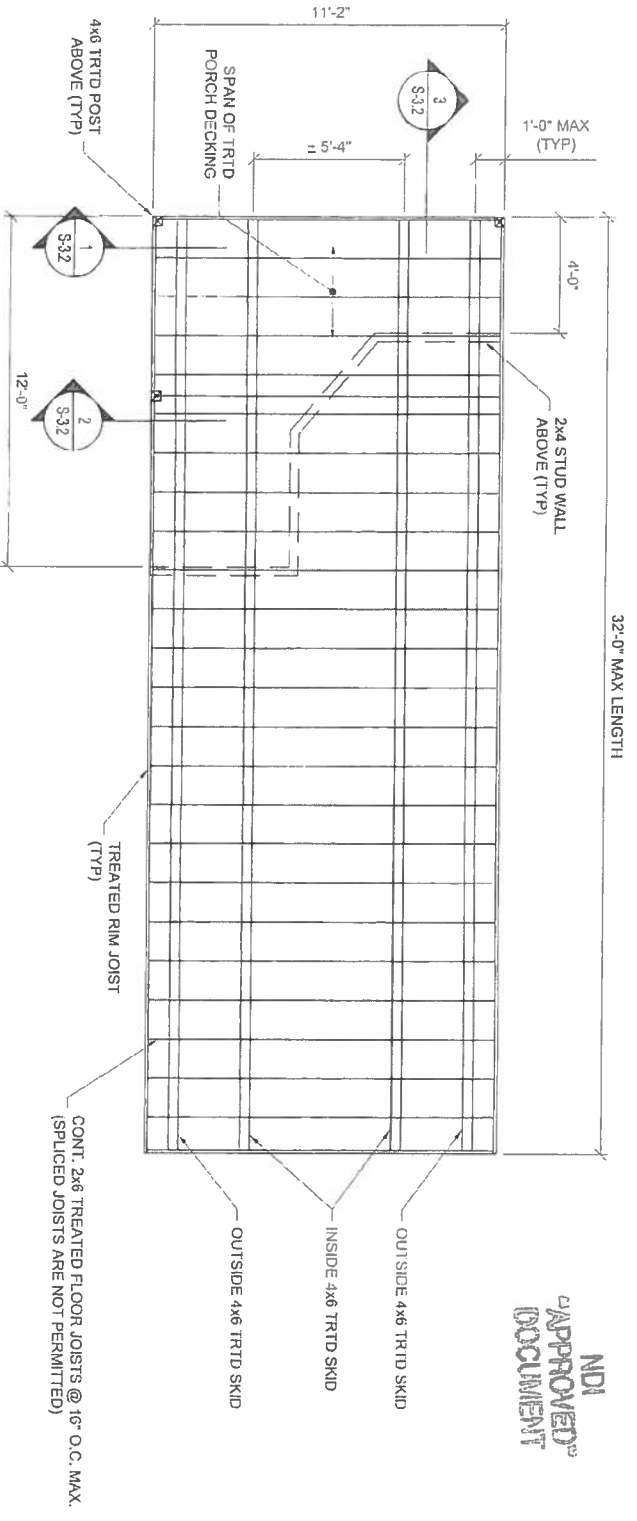 11'-2"
4x6 TRTD POST
ABOVE (TYP)
SPAN OF TRTD
PORCH DECKING
3
S-3.2
± 5'-4"
1'-0" MAX
(TYP)
4'-0"
2x4 STUD WALL
ABOVE (TYP)
1
S-3.2
2
S-3.2
12'-0"
32'-0" MAX LENGTH
TREATED RIM JOIST
(TYP)
CONT. 2x6 TREATED FLOOR JOISTS @ 16" O.C. MAX.
(SPLICED JOISTS ARE NOT PERMITTED)
OUTSIDE 4x6 TRTD SKID
INSIDE 4x6 TRTD SKID
OUTSIDE 4x6 TRTD SKID
NDI
"APPROVED"
DOCUMENT